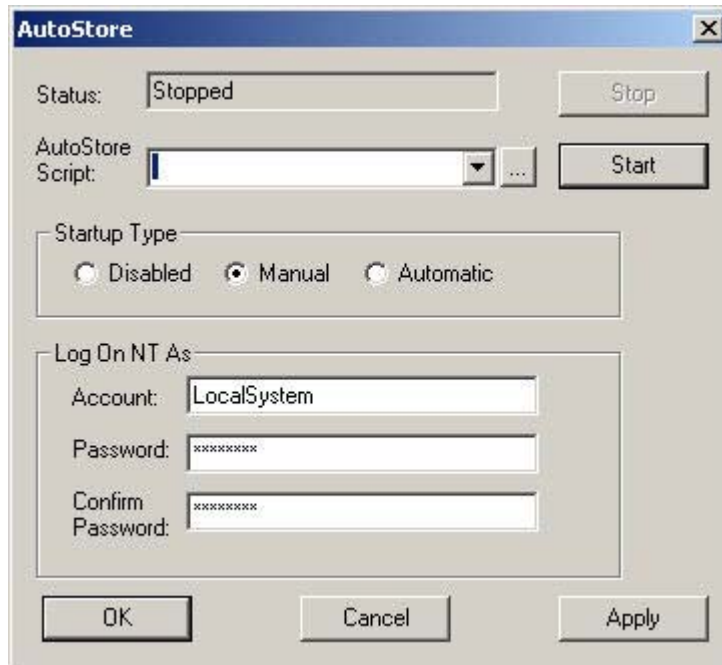 AutoStore
Status:
Stopped
Stop
AutoStore
Script:
...
Start
Startup Type
Disabled
Manual
Automatic
Log On NT As
Account:
LocalSystem
Password:
********
Confirm
Password:
********
OK
Cancel
Apply